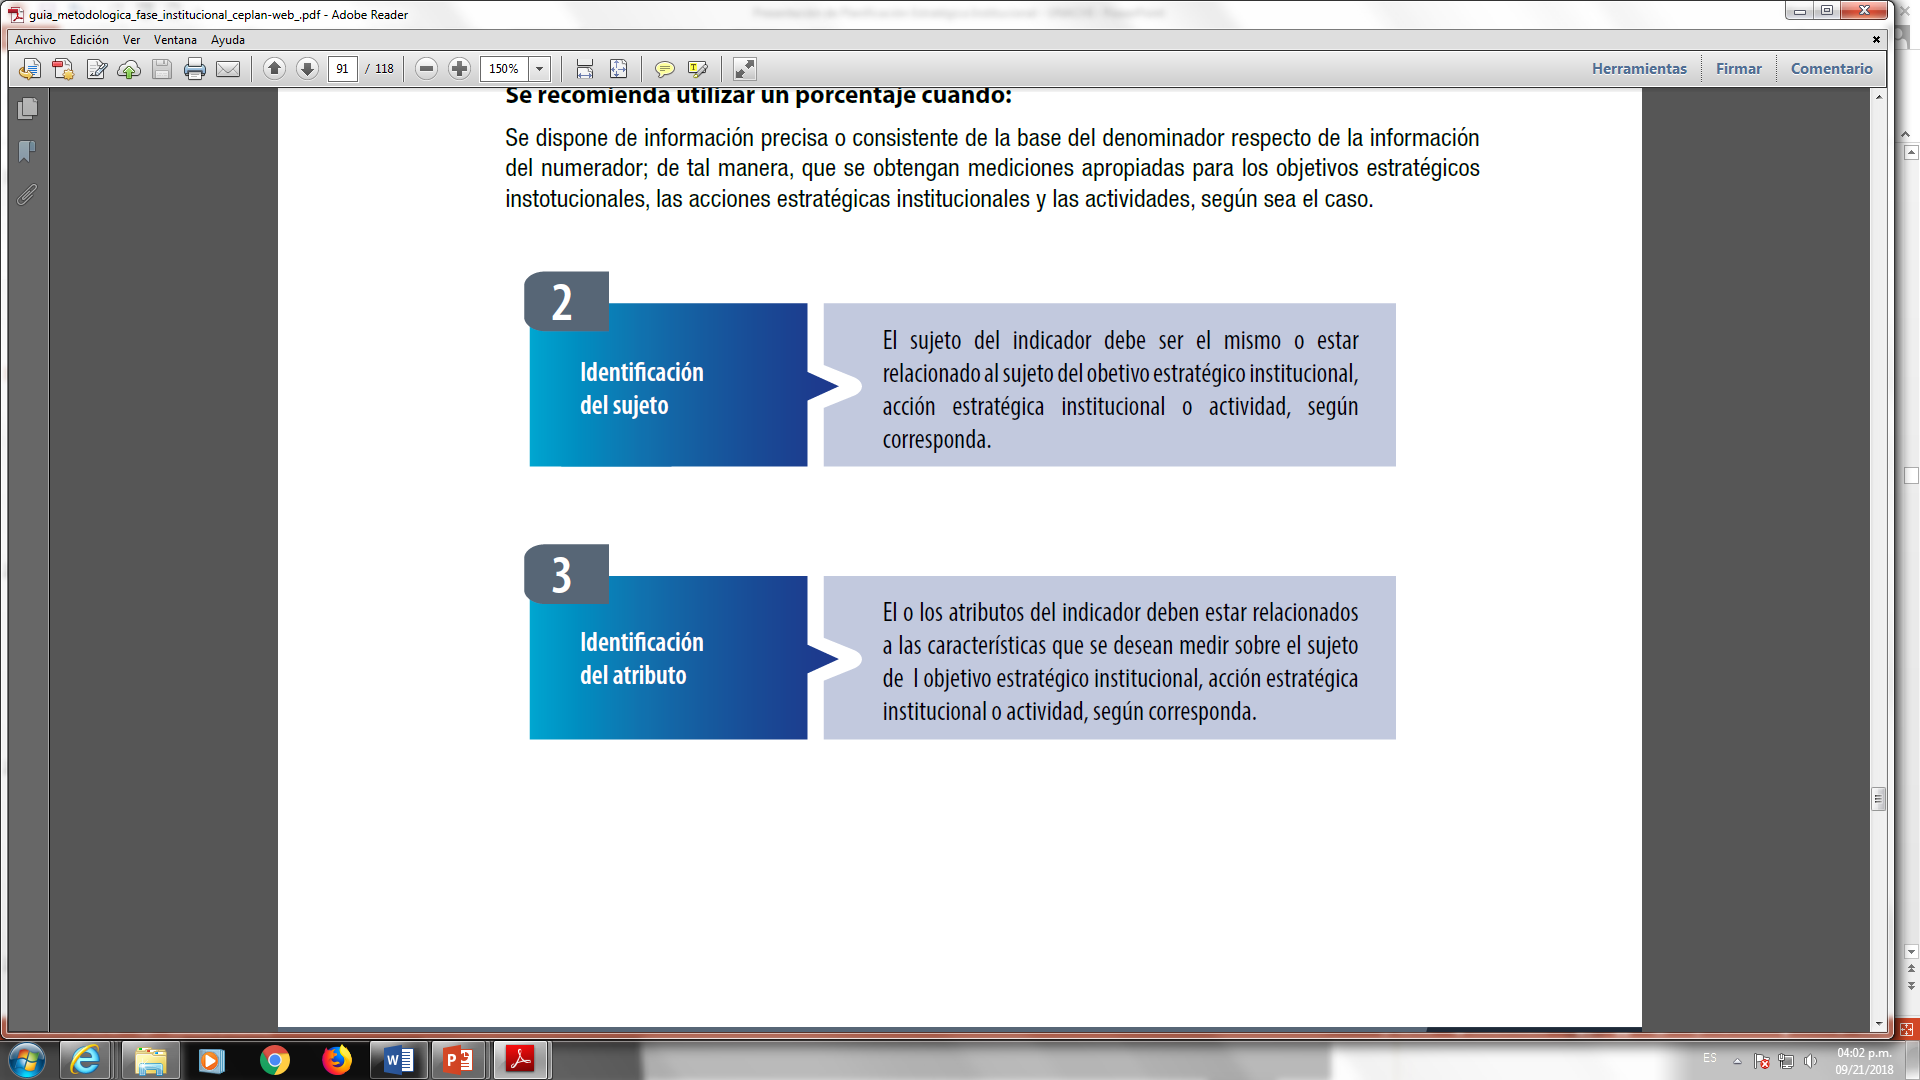 guia_metodologica_fase_institucional_ceplan-web_.pdf - Adobe Reader
Archivo Edición Ver Ventana Ayuda
91 / 118 150% Herramientas Firmar Comentario
Se recomienda utilizar un porcentaje cuando:
Se dispone de información precisa o consistente de la base del denominador respecto de la información
del numerador; de tal manera, que se obtengan mediciones apropiadas para los objetivos estratégicos
instotucionales, las acciones estratégicas institucionales y las actividades, según sea el caso.
2
Identificación
del sujeto
El sujeto del indicador debe ser el mismo o estar
relacionado al sujeto del obetivo estratégico institucional,
acción estratégica institucional o actividad, según
corresponda.
3
Identificación
del atributo
El o los atributos del indicador deben estar relacionados
a las características que se desean medir sobre el sujeto
de l objetivo estratégico institucional, acción estratégica
institucional o actividad, según corresponda.
ES
04:02 p.m.
09/21/2018